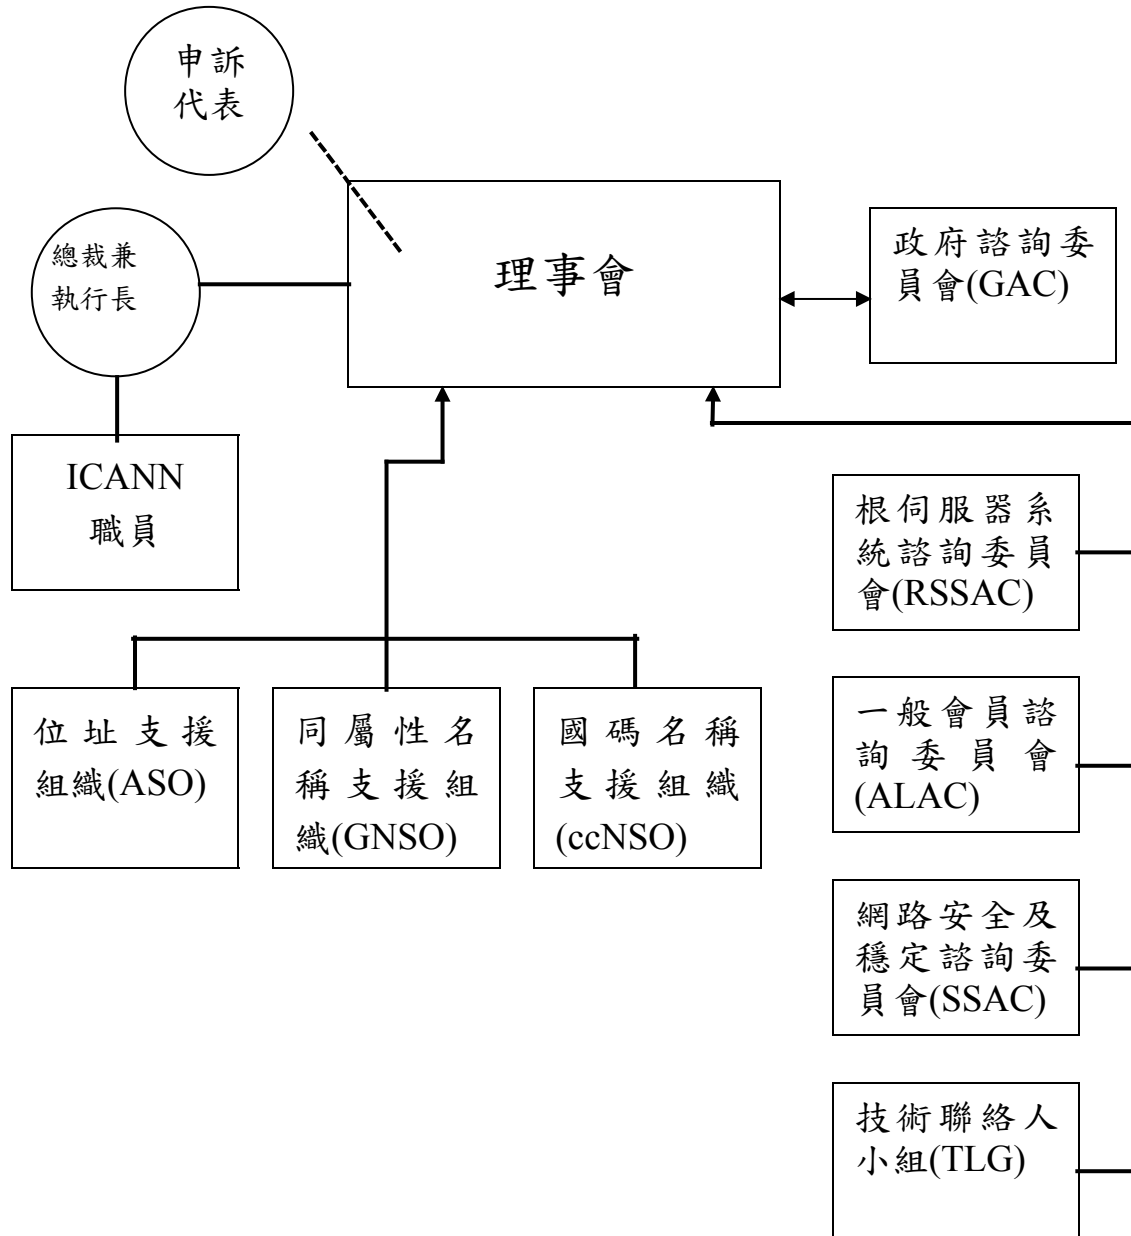 申訴
代表
理事會
政府諮詢委
員會(GAC)
總裁兼
執行長
ICANN
職員
根伺服器系
統諮詢委員
會(RSSAC)
位址支援
組織(ASO)
同屬性名
稱支援組
織(GNSO)
國碼名稱
支援組織
(ccNSO)
一般會員諮
詢委員會
(ALAC)
網路安全及
穩定諮詢委
員會(SSAC)
技術聯絡人
小組(TLG)